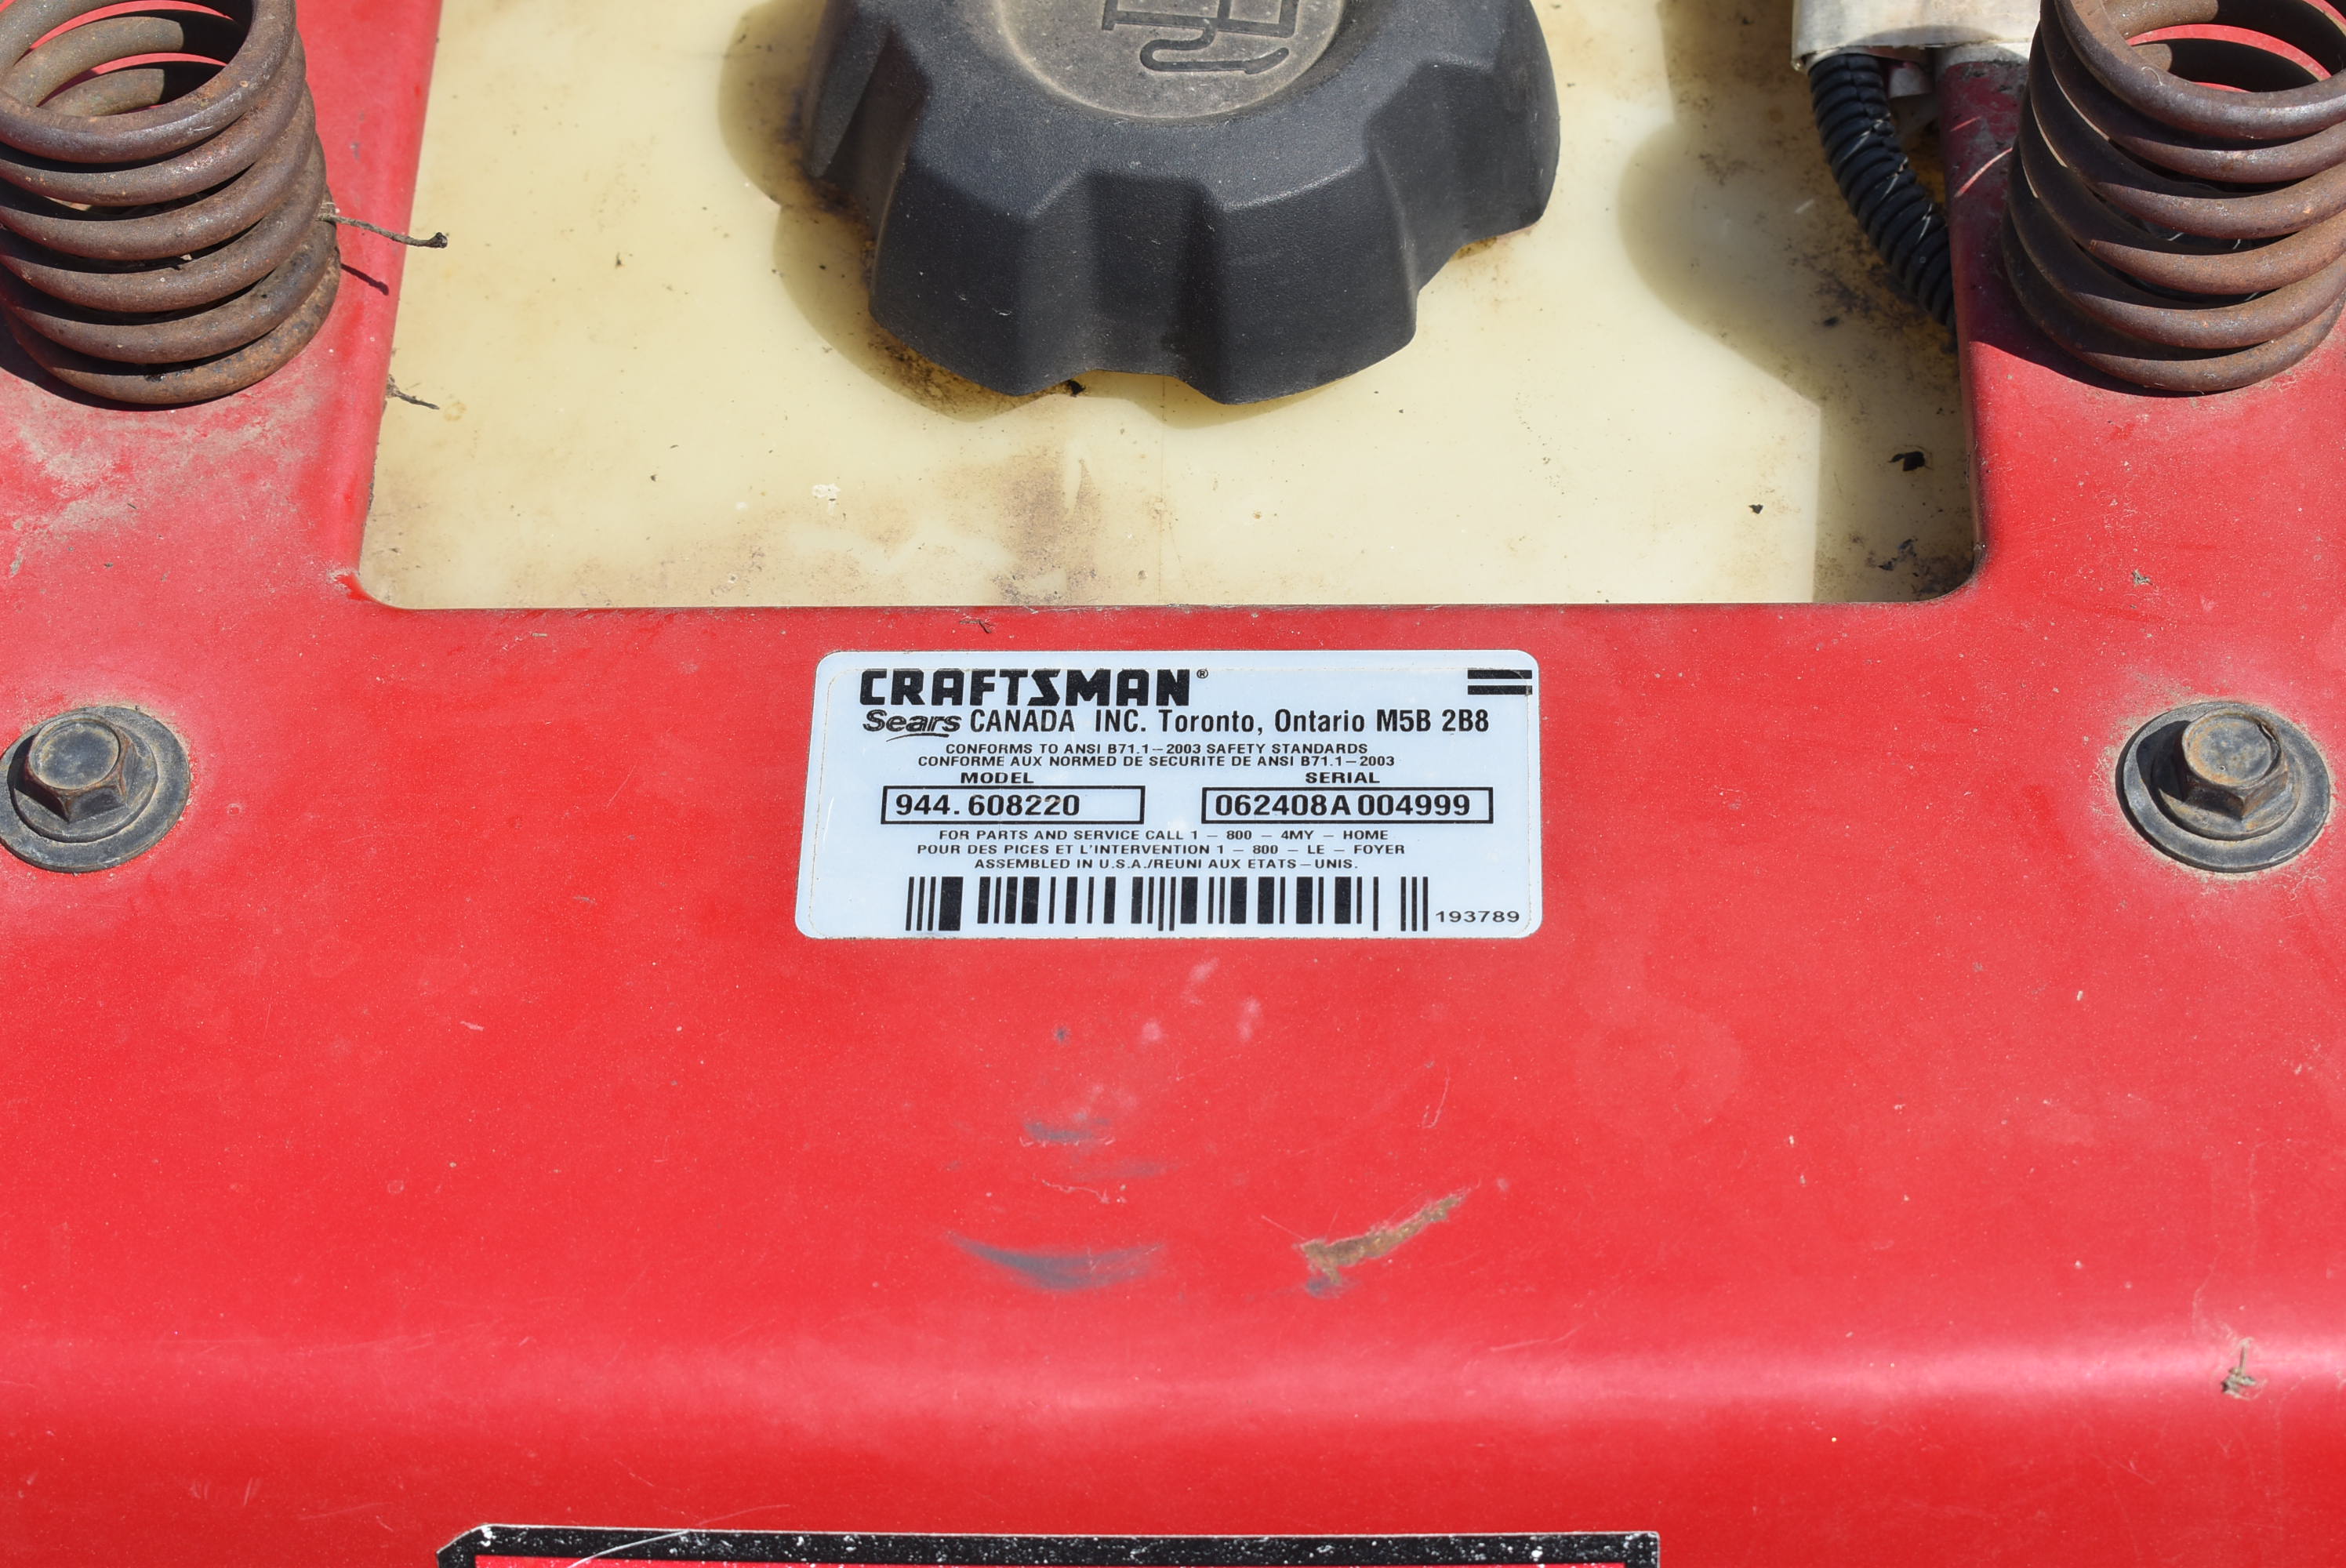 CRAFTSMAN®
Sears CANADA INC. Toronto, Ontario M5B 2B8
CONFORMS TO ANSI B71.1–2003 SAFETY STANDARDS
CONFORME AUX NORMED DE SECURITE DE ANSI B71.1–2003
MODEL SERIAL
944.608220 062408A004999
FOR PARTS AND SERVICE CALL 1 – 800 – 4MY – HOME
POUR DES PICES ET L'INTERVENTION 1 – 800 – LE – FOYER
ASSEMBLED IN U.S.A./REUNI AUX ETATS–UNIS.
193789